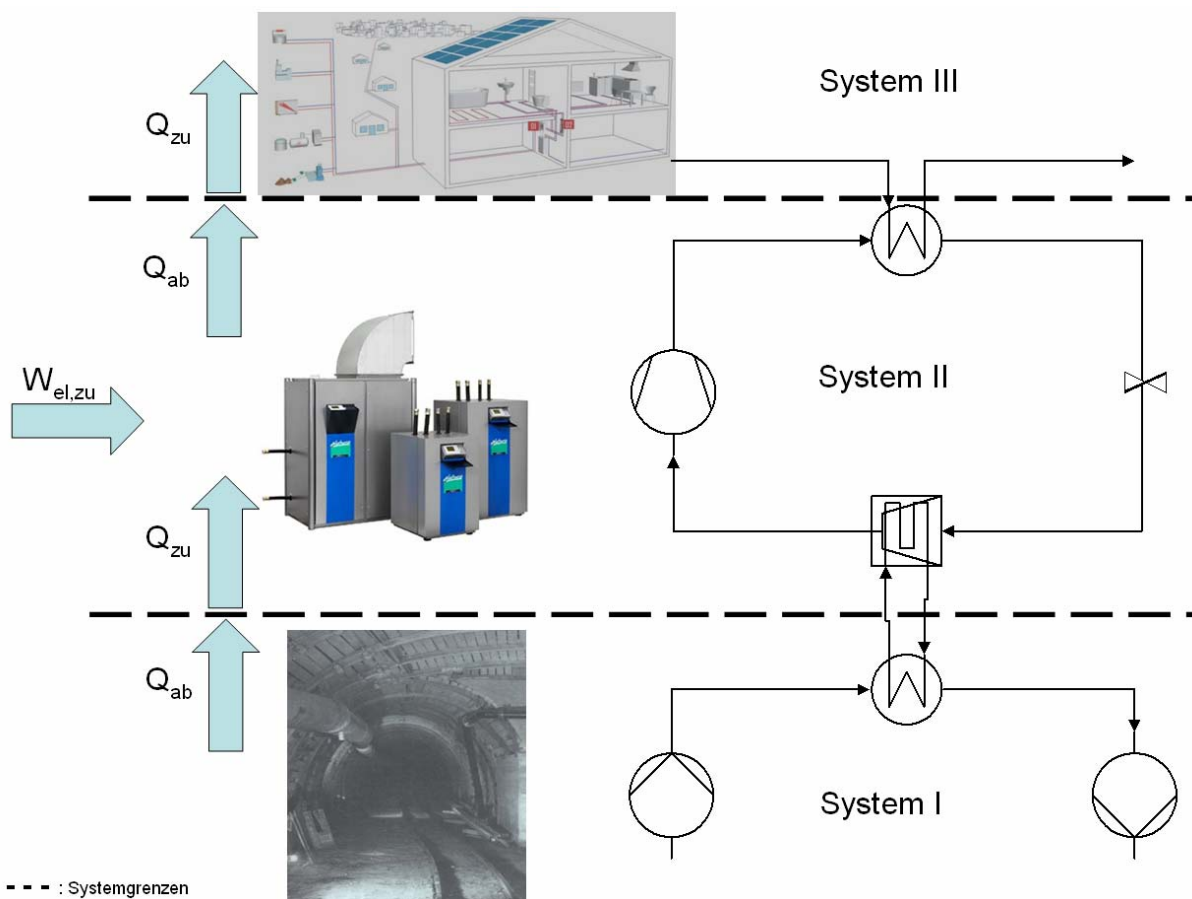 System III
Q_zu
Q_ab
W_el,zu
System II
Q_zu
Q_ab
System I
: Systemgrenzen